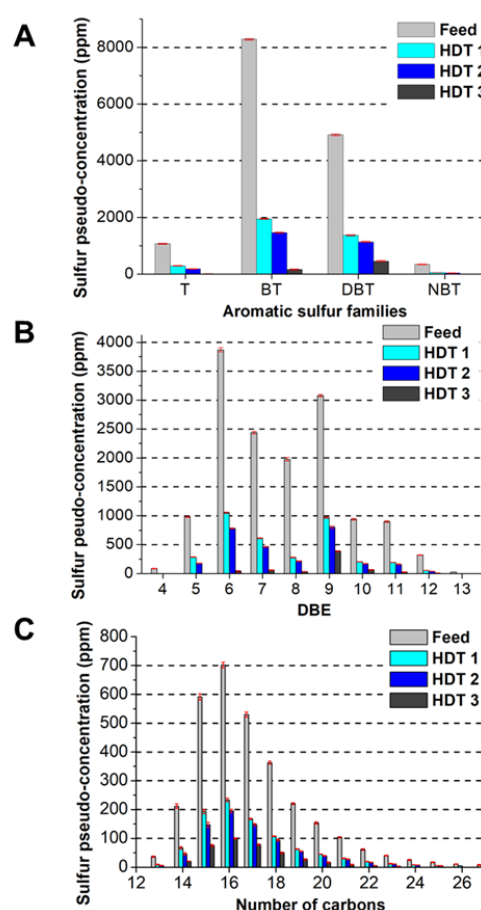 A
Sulfur pseudo-concentration (ppm)
8000
6000
4000
2000
0
Feed
HDT 1
HDT 2
HDT 3
T BT DBT NBT
Aromatic sulfur families
B
Sulfur peudo-concentration (ppm)
4000
3500
3000
2500
2000
1500
1000
500
0
Feed
HDT 1
HDT 2
HDT 3
4 5 6 7 8 9 10 11 12 13
DBE
C
Sulfur pseudo-concentration (ppm)
800
700
600
500
400
300
200
100
0
Feed
HDT 1
HDT 2
HDT 3
12 14 16 18 20 22 24 26
Number of carbons